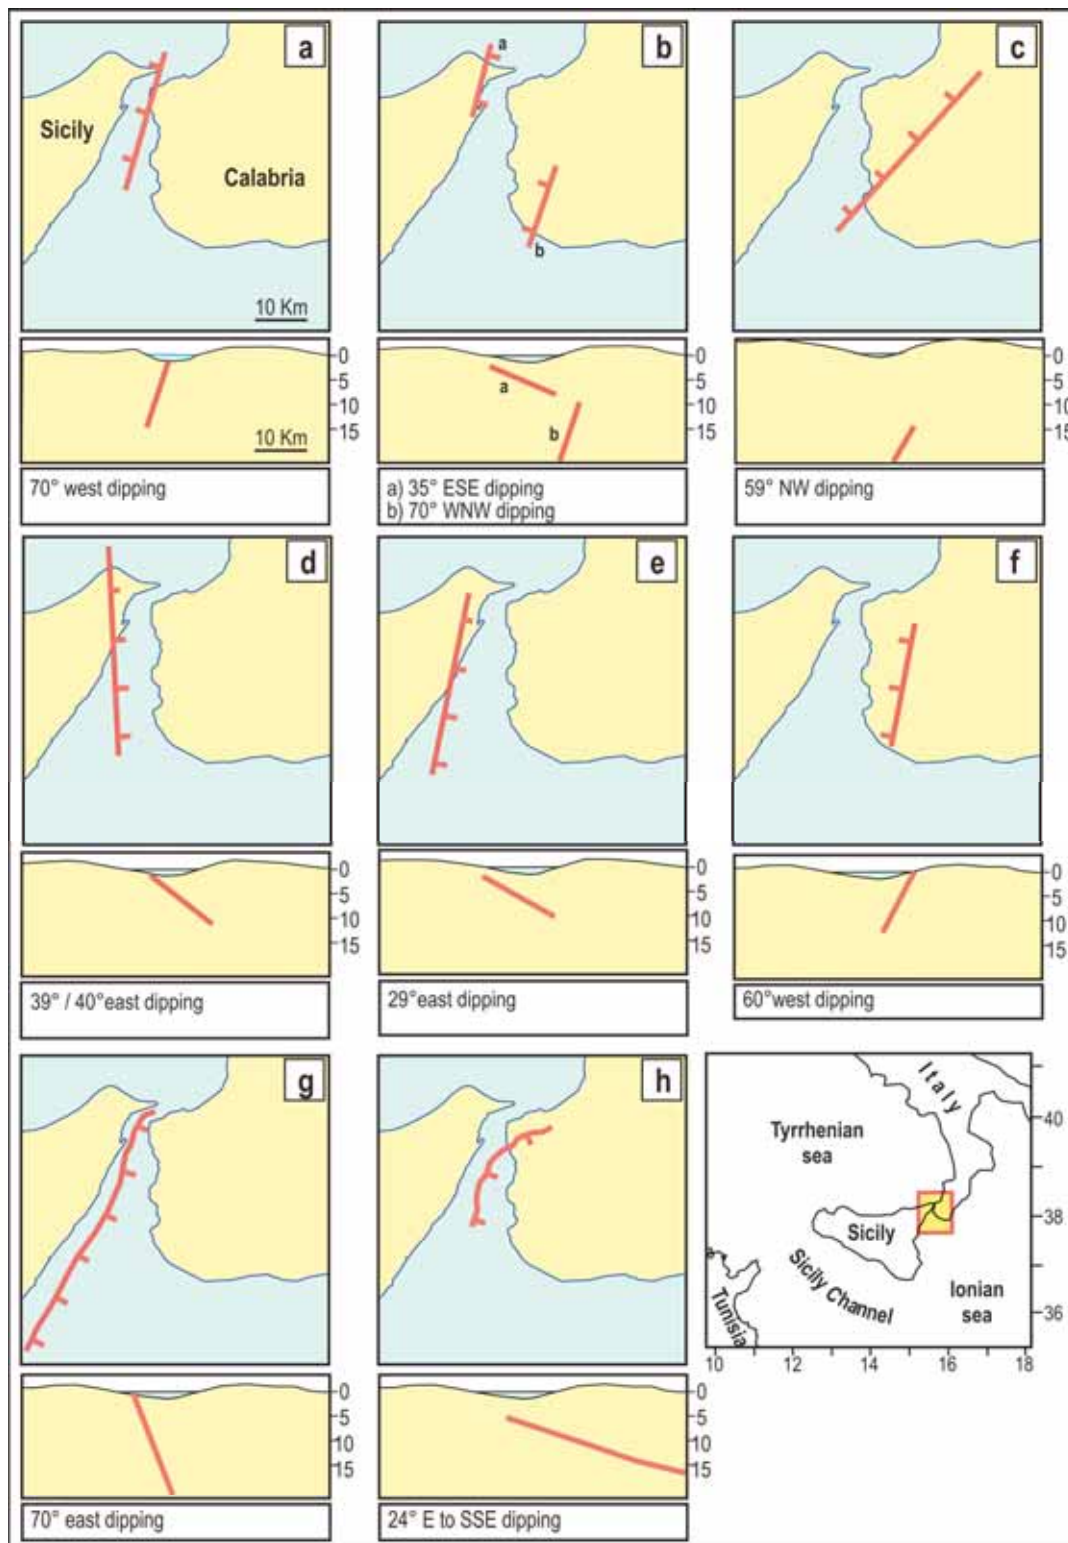 a
Sicily
Calabria
10 Km
0
5
10
15
10 Km
70° west dipping
b
a
b
a
b
0
5
10
15
a) 35° ESE dipping
b) 70° WNW dipping
c
0
5
10
15
59° NW dipping
d
0
5
10
15
39° / 40°east dipping
e
0
5
10
15
29°east dipping
f
0
5
10
15
60°west dipping
g
0
5
10
15
70° east dipping
h
0
5
10
15
24° E to SSE dipping
Italy
Tyrrhenian
sea
Sicily
Sicily Channel
Ionian
sea
Tunisia
40
38
36
10 12 14 16 18